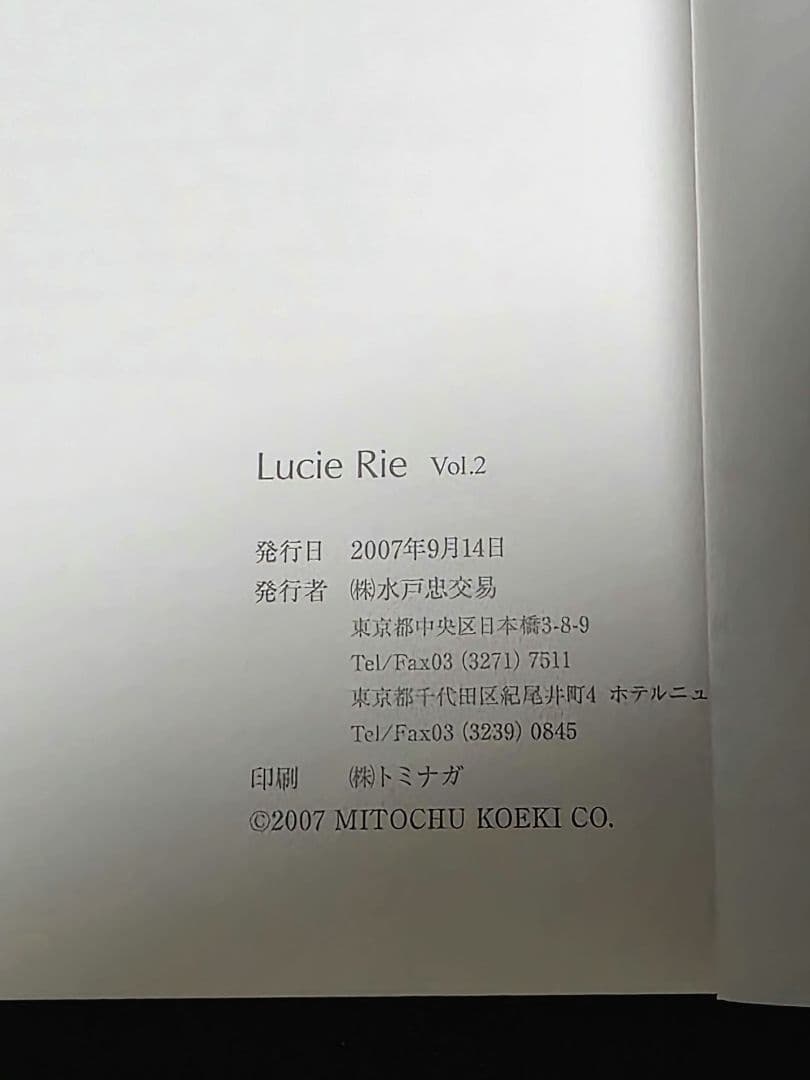 Lucie Rie Vol.2
発行日 2007年9月14日
発行者 ㈱水戸忠交易
東京都中央区日本橋3-8-9
Tel/Fax03 (3271) 7511
東京都千代田区紀尾井町4 ホテルニュ
Tel/Fax03 (3239) 0845
印刷 ㈱トミナガ
©2007 MITOCHU KOEKI CO.